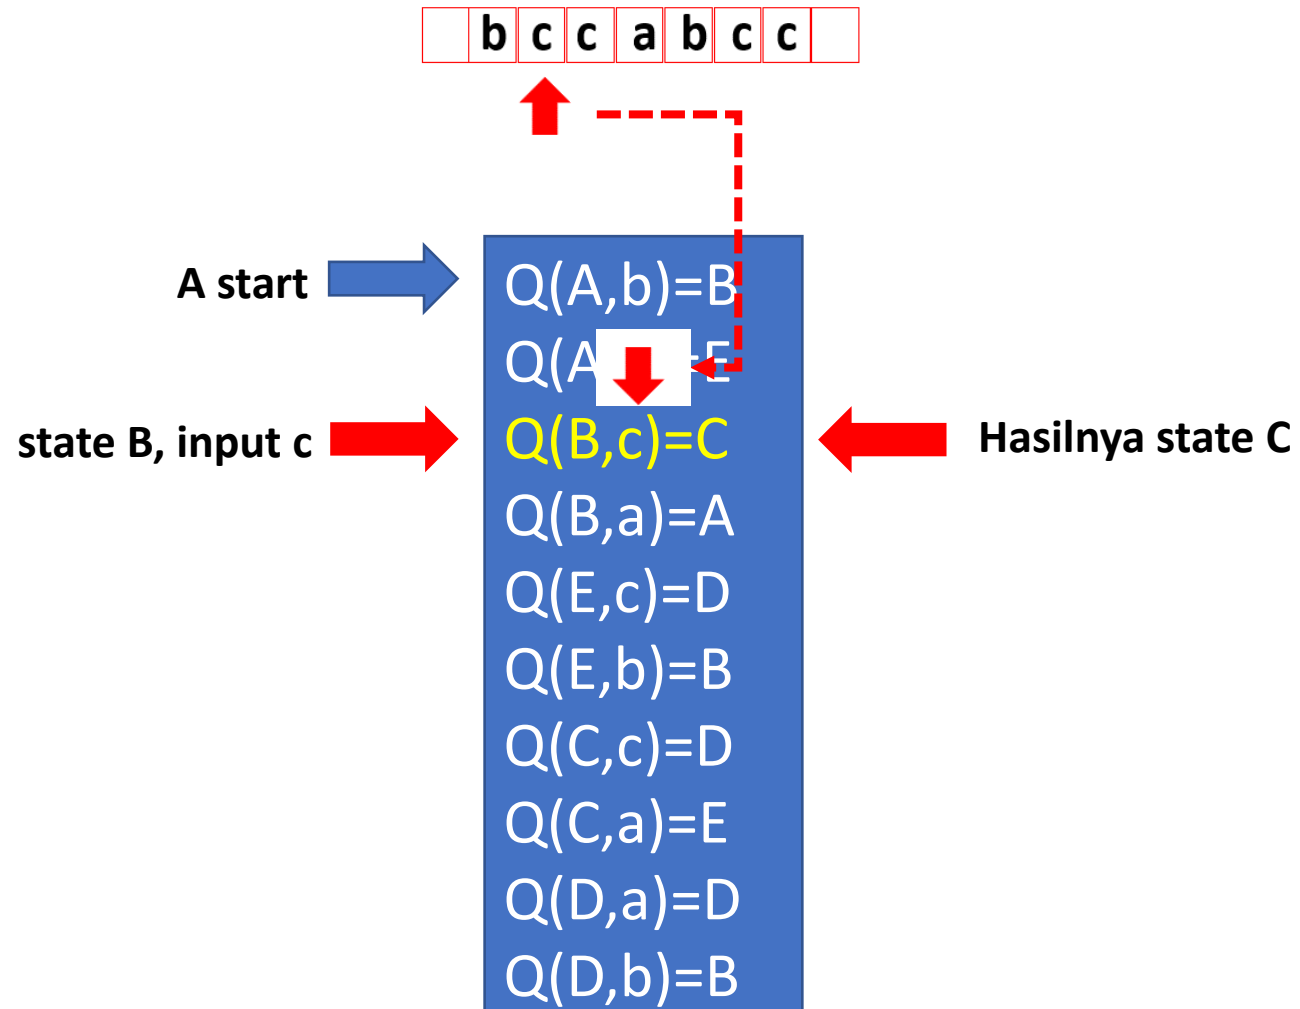 b c c a b c c
A start
Q(A,b)=B
Q(A =E
state B, input c
Q(B,c)=C
Hasilnya state C
Q(B,a)=A
Q(E,c)=D
Q(E,b)=B
Q(C,c)=D
Q(C,a)=E
Q(D,a)=D
Q(D,b)=B